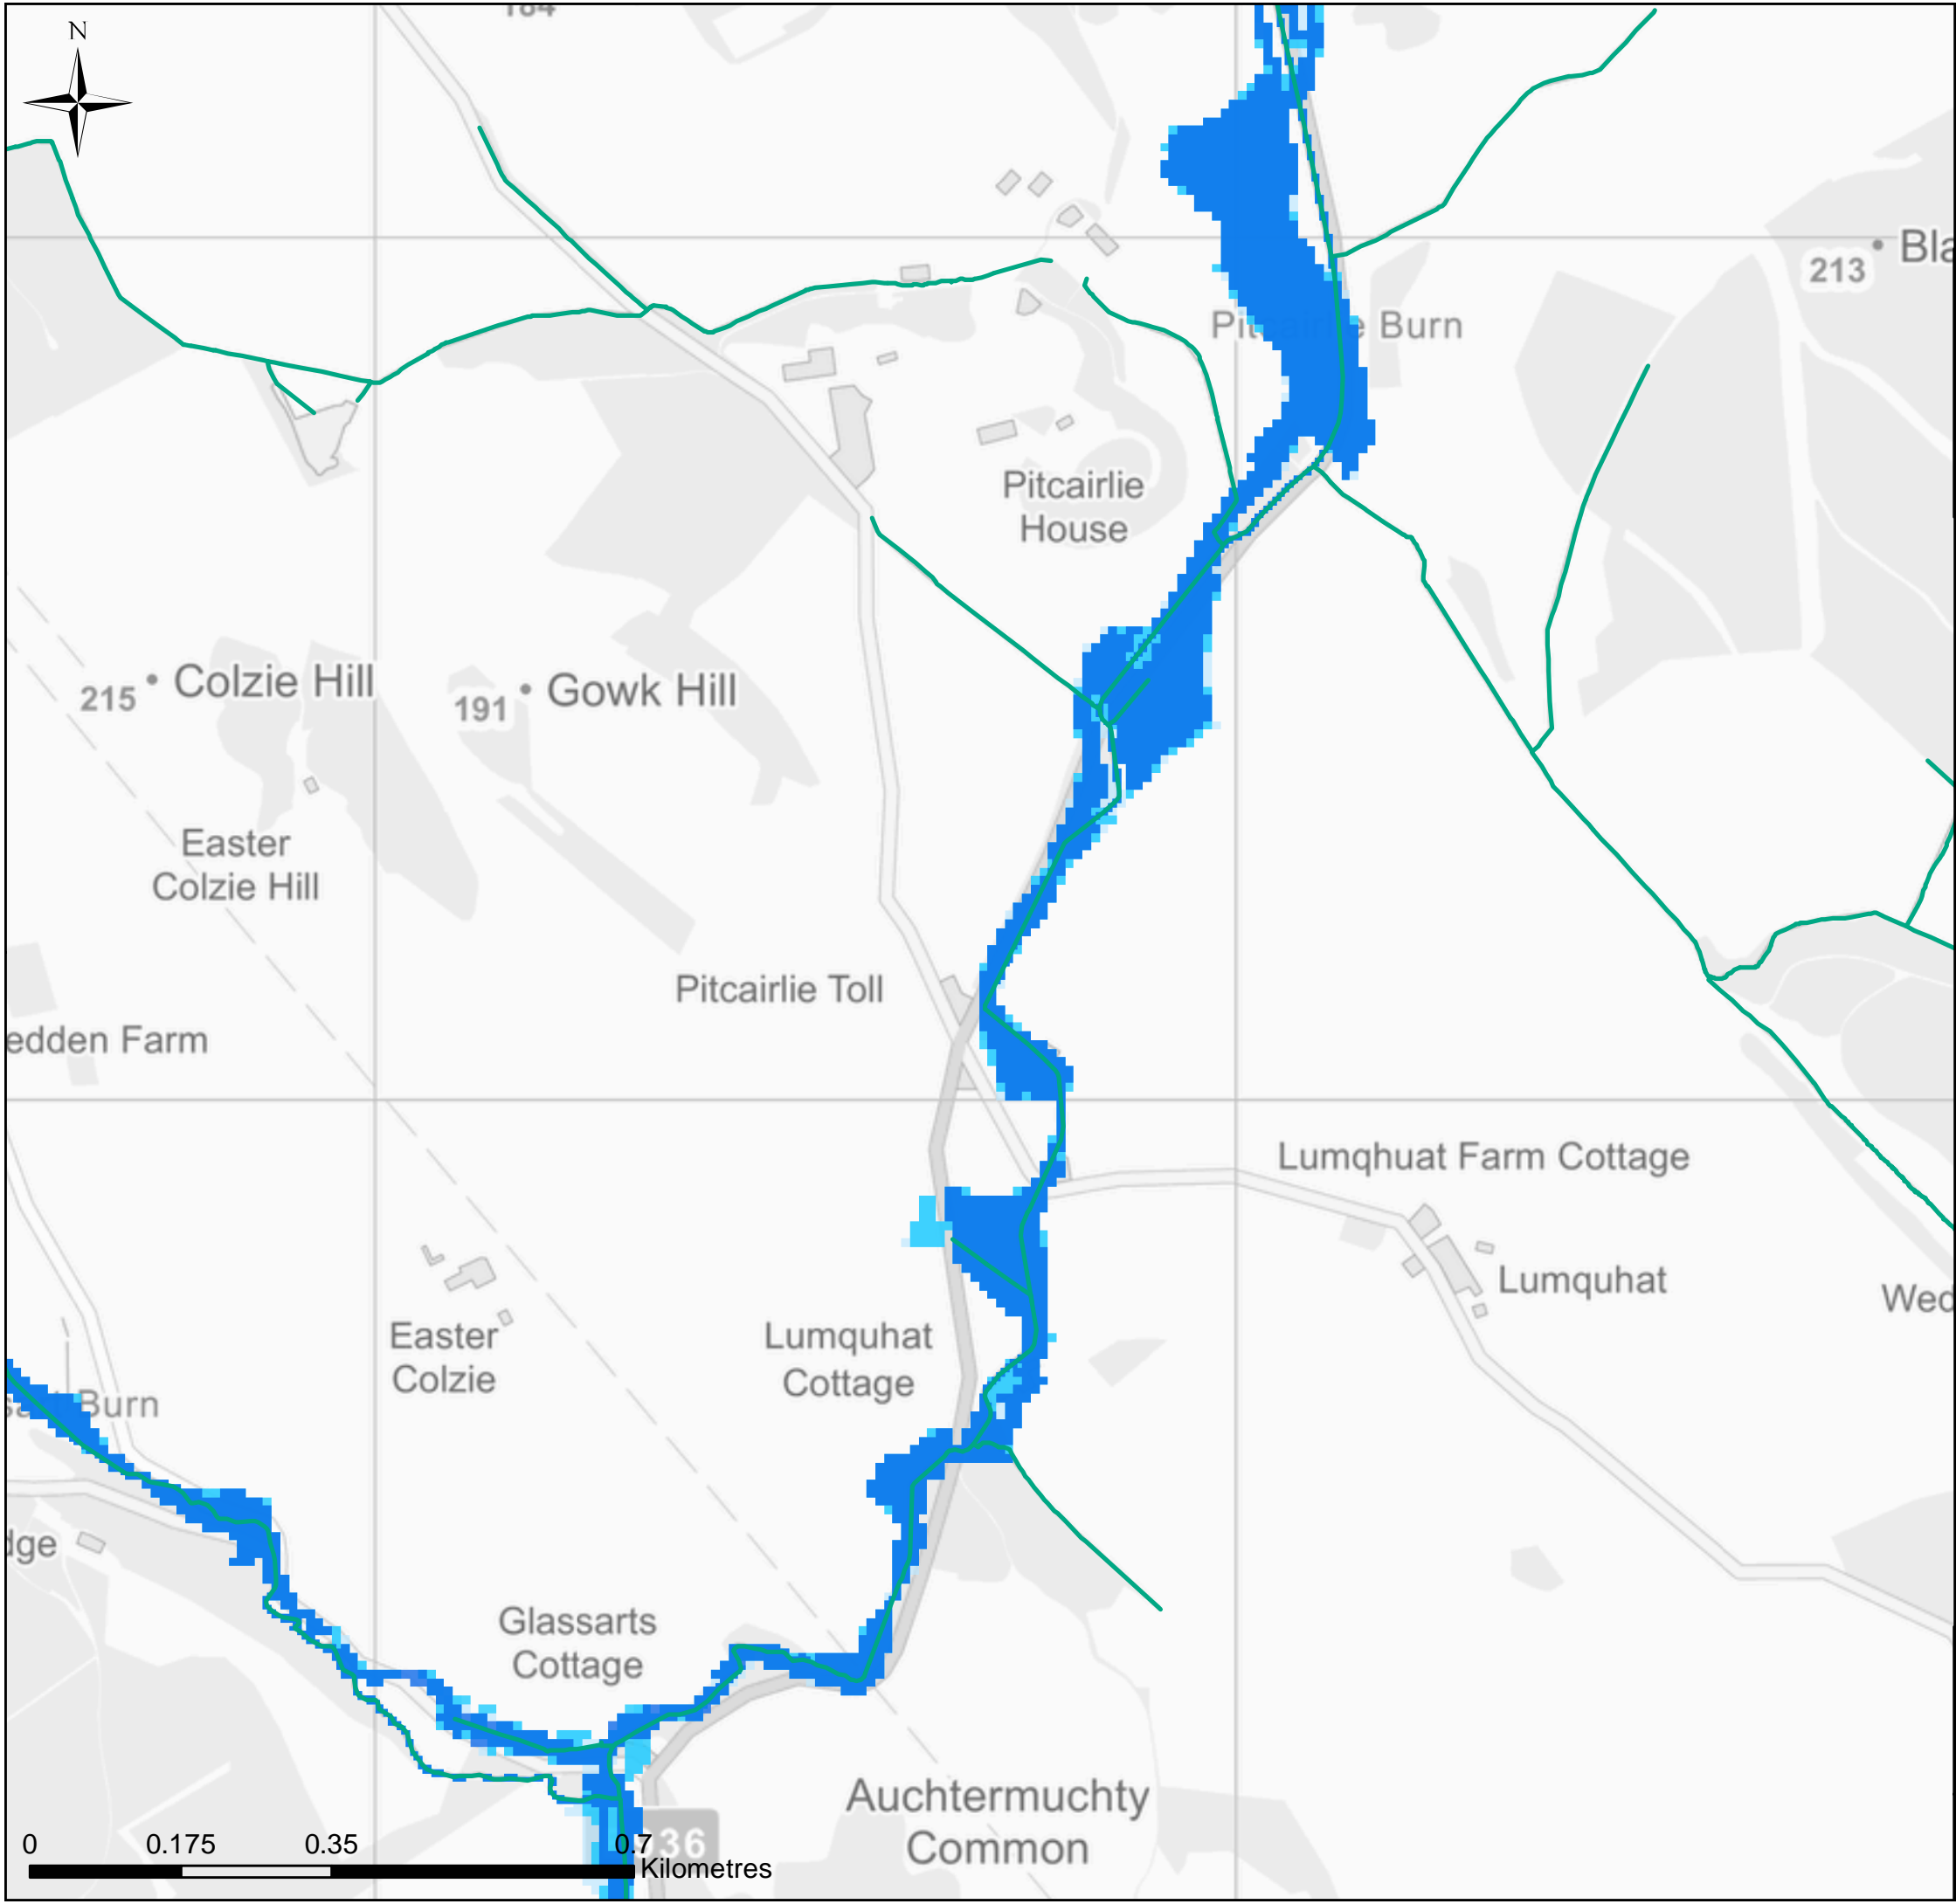 184
N
213
Bla
Pitcairlie Burn
Pitcairlie
House
215
Colzie Hill
191
Gowk Hill
Easter
Colzie Hill
Pitcairlie Toll
edden Farm
Lumqhuat Farm Cottage
Lumquhat
Wed
Easter
Colzie
Lumquhat
Cottage
Burn
dge
Glassarts
Cottage
Auchtermuchty
Common
36
0
0.175
0.35
0.7
Kilometres